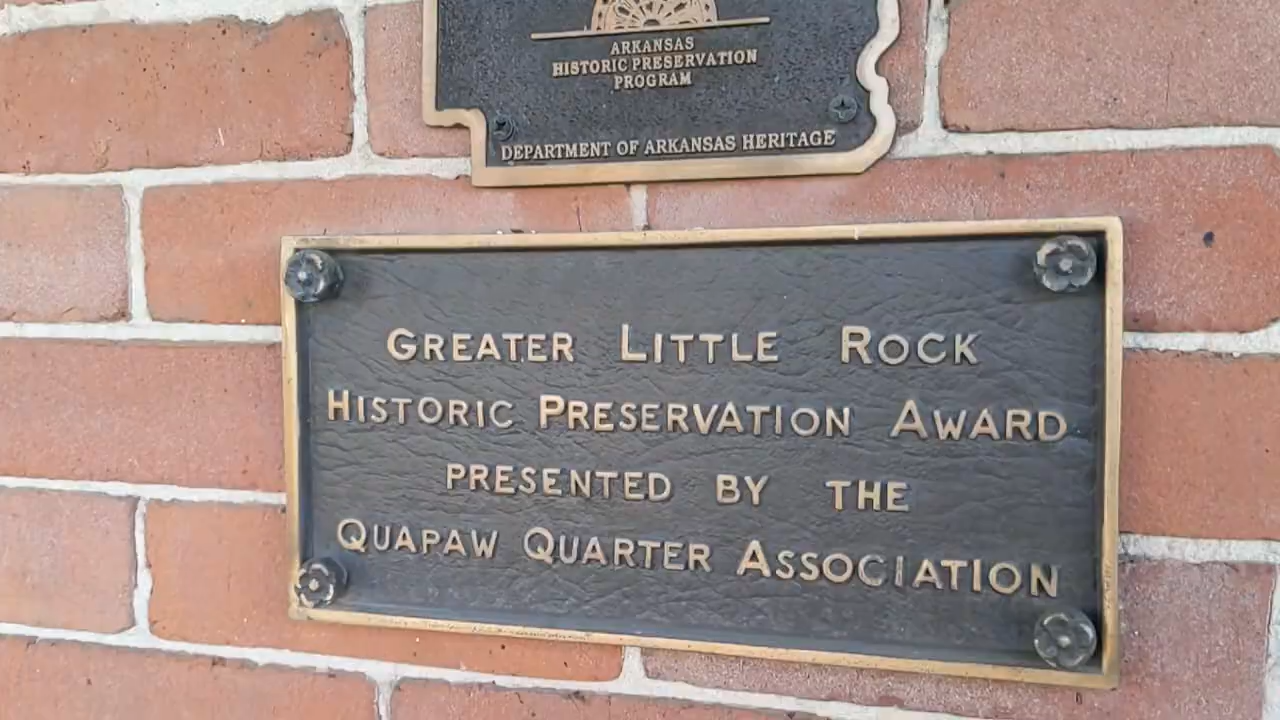 ARKANSAS
HISTORIC PRESERVATION
PROGRAM
DEPARTMENT OF ARKANSAS HERITAGE
GREATER LITTLE ROCK
HISTORIC PRESERVATION AWARD
PRESENTED BY THE
QUAPAW QUARTER ASSOCIATION